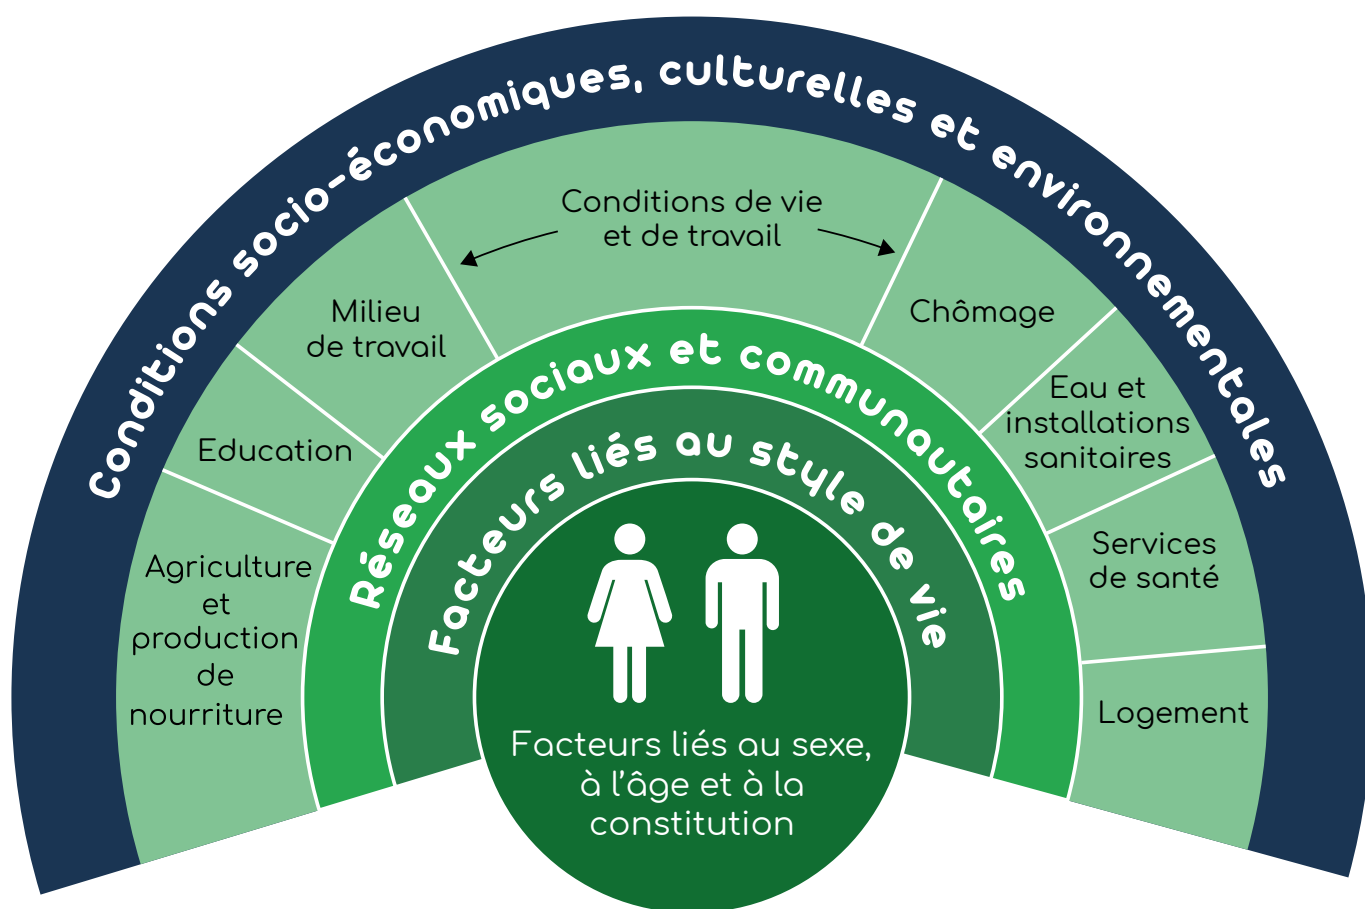 Conditions socio-économiques, culturelles et environnementales
Conditions de vie
et de travail
Milieu
de travail
Education
Agriculture
et
production
de
nourriture
Chômage
Eau et
installations
sanitaires
Services
de santé
Logement
Réseaux sociaux et communautaires
Facteurs liés au style de vie
Facteurs liés au sexe,
à l’âge et à la
constitution